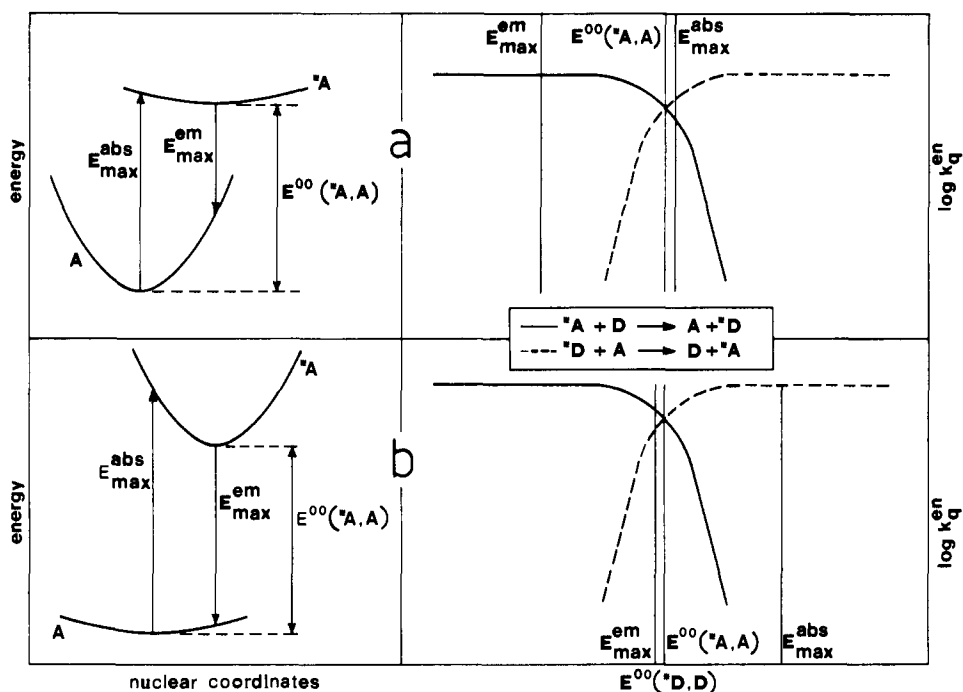 E^em_max E^00(*A,A) E^abs_max
*A
E^abs_max
E^em_max
E^00(*A,A)
A
a
energy
log k^en_q
*A + D → A + *D
*D + A → D + *A
*A
E^abs_max
E^em_max
E^00(*A,A)
A
b
energy
log k^en_q
E^em_max E^00(*A,A) E^abs_max
nuclear coordinates
E^00(*D,D)